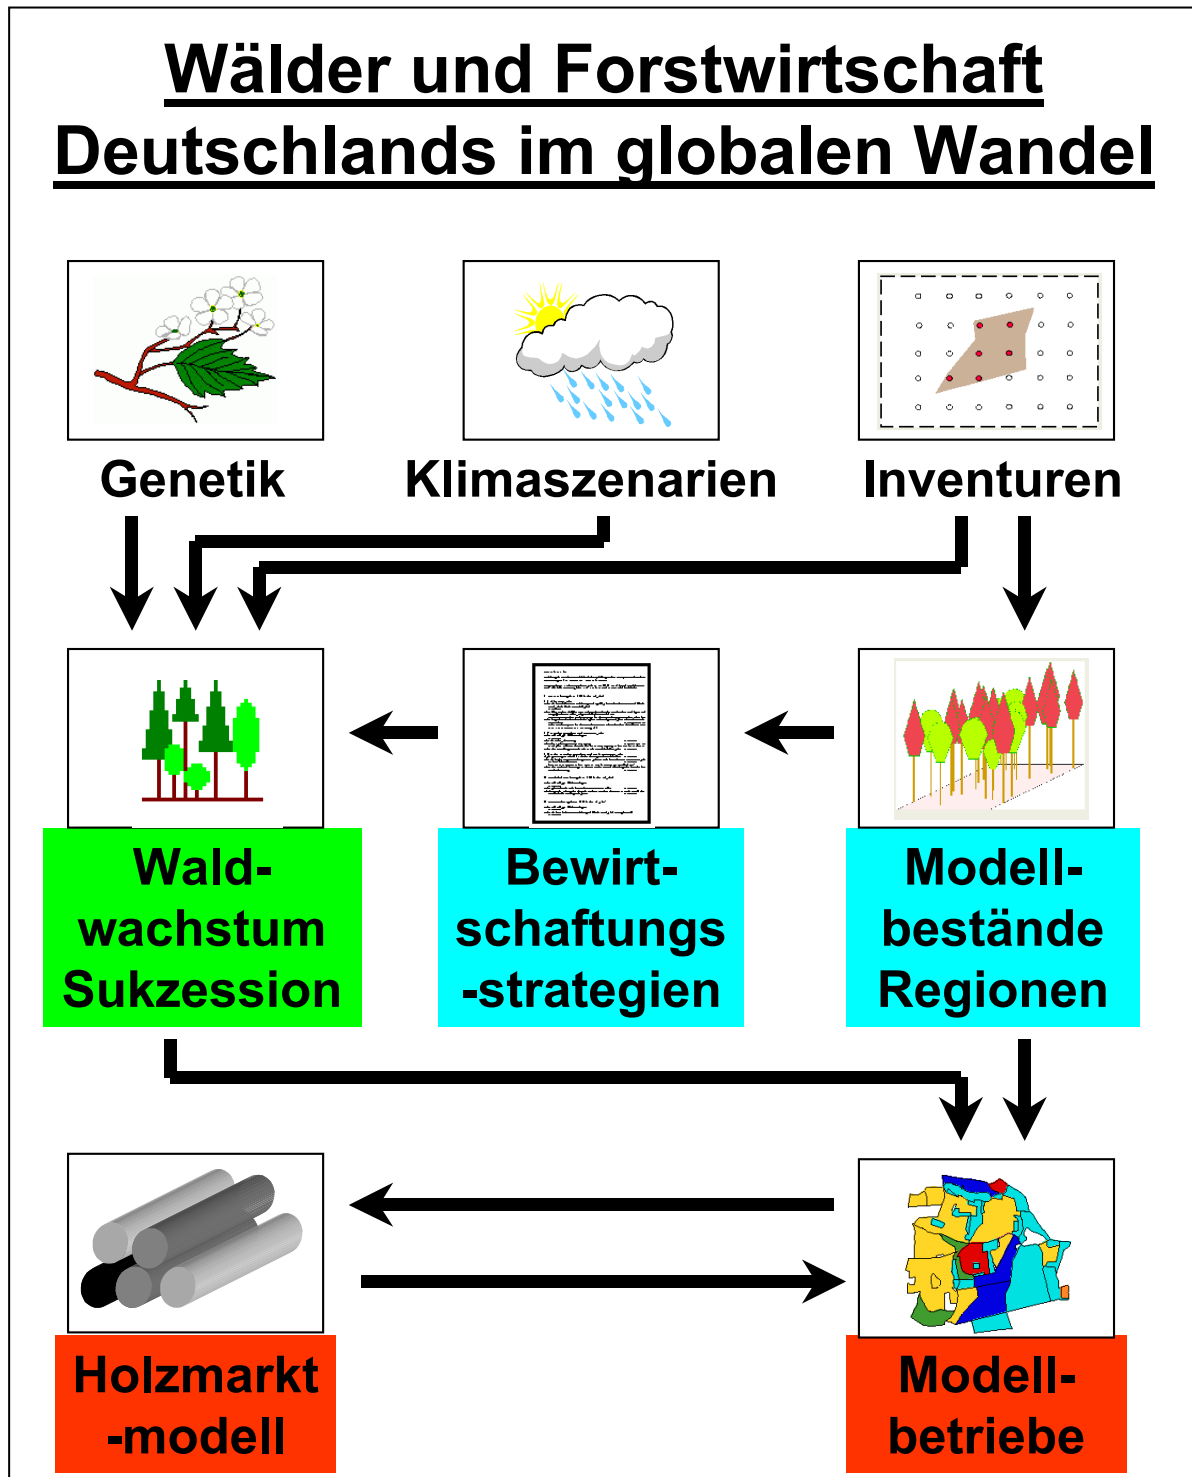 Wälder und Forstwirtschaft
Deutschlands im globalen Wandel
Genetik
Klimaszenarien
Inventuren
Wald-
wachstum
Sukzession
Bewirt-
schaftungs
-strategien
Modell-
bestände
Regionen
Holzmarkt
-modell
Modell-
betriebe